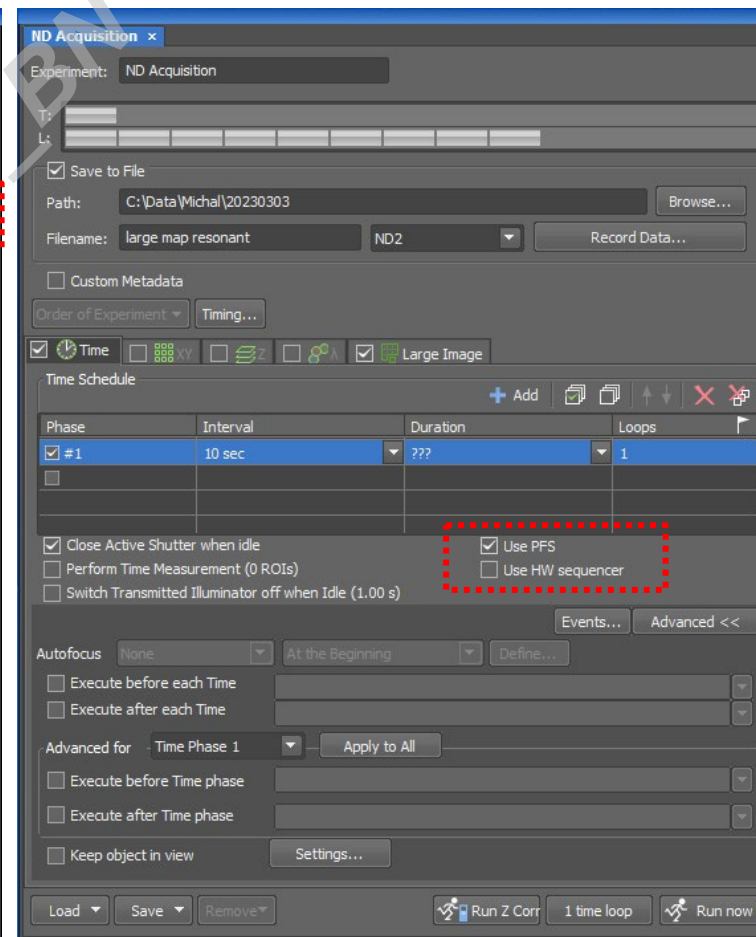 _BN
ND Acquisition ×
Experiment: ND Acquisition
T:
L:
Save to File
Path: C:\Data\Michal\20230303 Browse...
Filename: large map resonant ND2 Record Data...
Custom Metadata
Order of Experiment Timing...
Time XY Z λ Large Image
Time Schedule
+ Add
Phase Interval Duration Loops
#1 10 sec ??? 1
Close Active Shutter when idle Use PFS
Perform Time Measurement (0 ROIs) Use HW sequencer
Switch Transmitted Illuminator off when Idle (1.00 s)
Events... Advanced <<
Autofocus None At the Beginning Define...
Execute before each Time
Execute after each Time
Advanced for Time Phase 1 Apply to All
Execute before Time phase
Execute after Time phase
Keep object in view Settings...
Load Save Remove Run Z Corr 1 time loop Run now